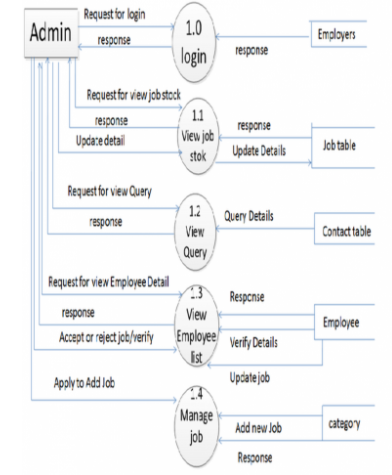 Admin
Request for login
response
1.0
login
response
Employers
Request for view job stock
response
Update detail
1.1
View job
stok
response
Update Details
Job table
Request for view Query
response
1.2
View
Query
Query Details
Contact table
Request for view Employee Detail
response
Accept or reject job/verify
1.3
View
Employee
list
Response
Verify Details
Update job
Employee
Apply to Add Job
1.4
Manage
job
Add new Job
Response
category